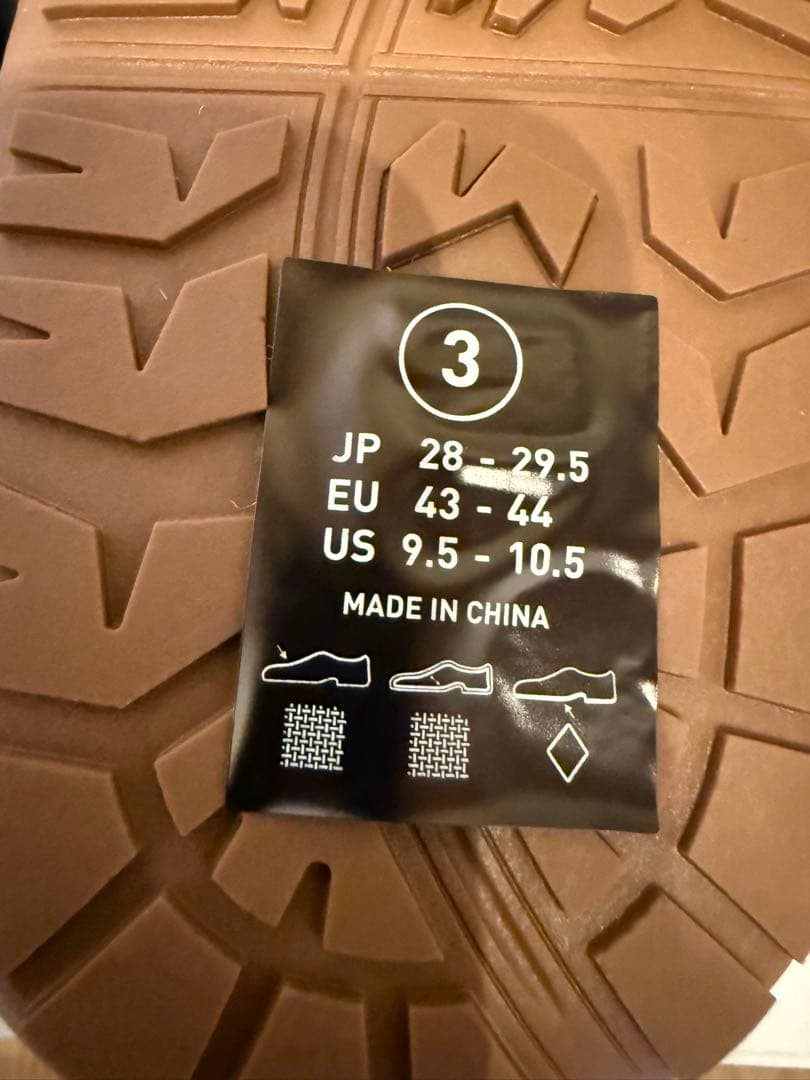 3
JP 28 - 29.5
EU 43 - 44
US 9.5 - 10.5
MADE IN CHINA